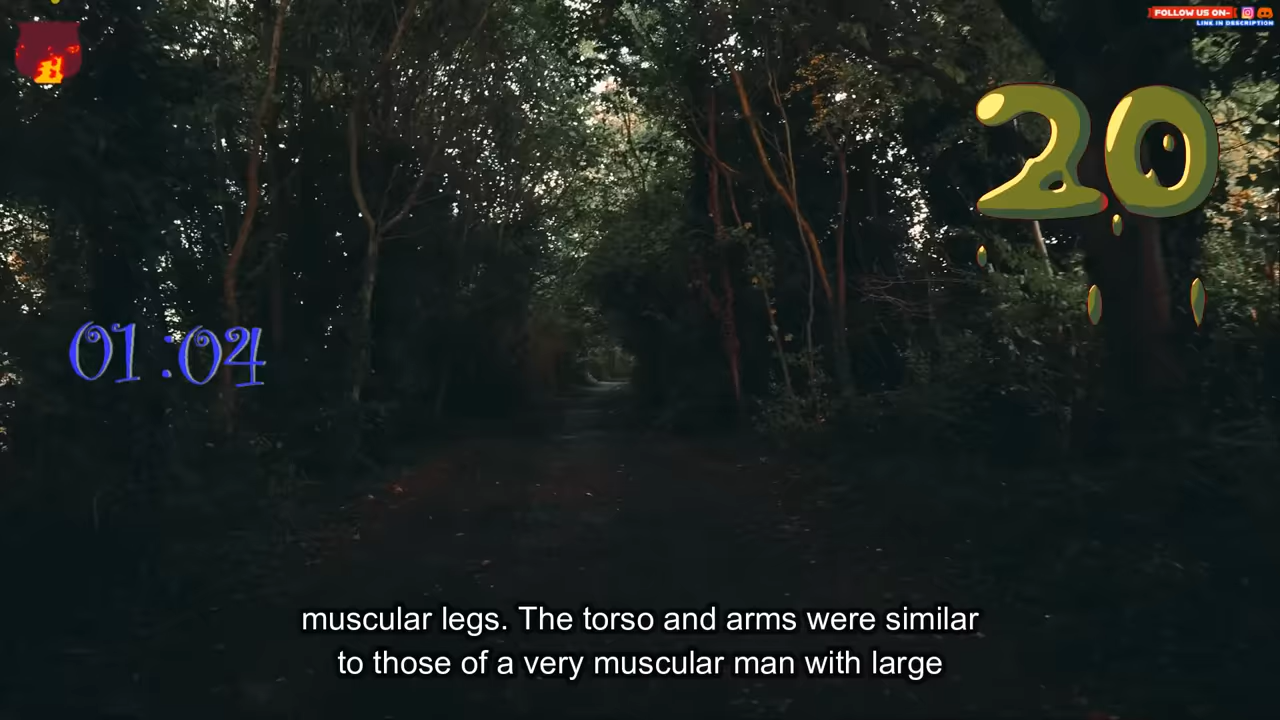 FOLLOW US ON-
LINK IN DESCRIPTION
20
01:04
muscular legs. The torso and arms were similar
to those of a very muscular man with large